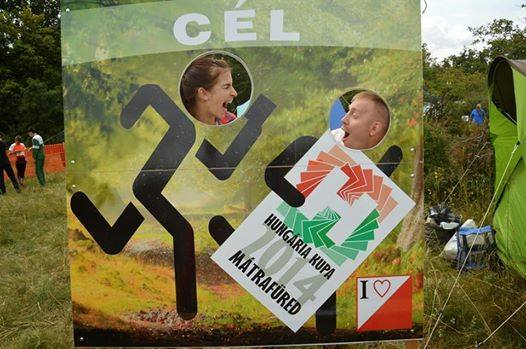 CÉL
HUNGÁRIA KUPA
2014
MÁTRAFÜRED
I ♡